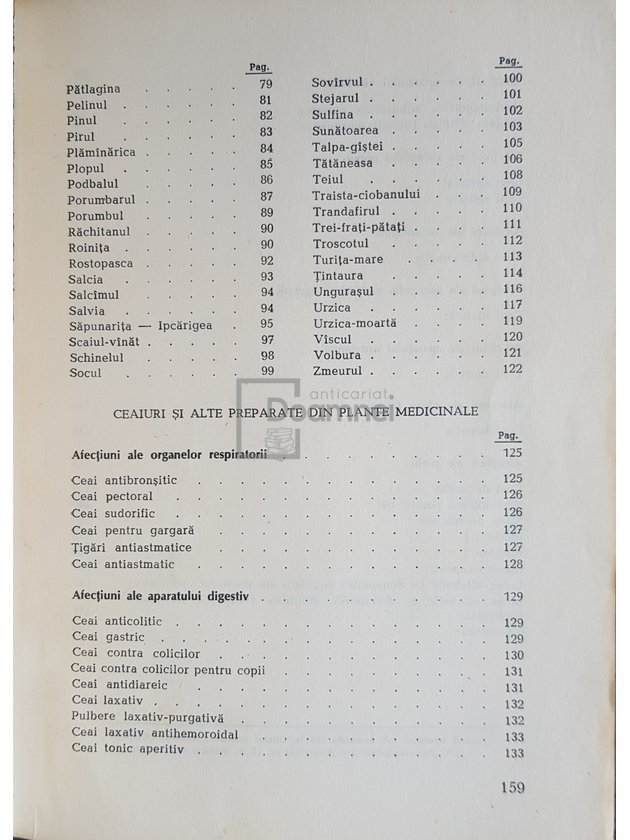 Pag.
Pătlagina . . . . . 79
Pelinul . . . . . 81
Pinul . . . . . 82
Pirul . . . . . 83
Plămînărica . . . . . 84
Plopul . . . . . 85
Podbalul . . . . . 86
Porumbarul . . . . . 87
Porumbul . . . . . 89
Răchitanul . . . . . 90
Roinița . . . . . 90
Rostopasca . . . . . 92
Salcia . . . . . 93
Salcîmul . . . . . 94
Salvia . . . . . 94
Săpunarița — Ipcărigea . 95
Scaiul-vînăt . . . . . 97
Schinelul . . . . . 98
Socul . . . . . 99
Pag.
Sovîrvul . . . . . 100
Stejarul . . . . . 101
Sulfina . . . . . 102
Sunătoarea . . . . . 103
Talpa-gîștei . . . . . 105
Tătăneasa . . . . . 106
Teiul . . . . . 108
Traista-ciobanului . . . 109
Trandafirul . . . . . 110
Trei-frați-pătați . . . . 111
Troscotul . . . . . 112
Turița-mare . . . . . 113
Țintaura . . . . . 114
Ungurașul . . . . . 116
Urzica . . . . . 117
Urzica-moartă . . . . . 119
Viscul . . . . . 120
Volbura . . . . . 121
Zmeurul . . . . . 122
anticariat
Doamnei
CEAIURI ȘI ALTE PREPARATE DIN PLANTE MEDICINALE
Pag.
Afecțiuni ale organelor respiratorii . . . . . . . 125
Ceai antibronșitic . . . . . . . . . . 125
Ceai pectoral . . . . . . . . . . 126
Ceai sudorific . . . . . . . . . . 126
Ceai pentru gargară . . . . . . . . . 127
Țigări antiastmatice . . . . . . . . . 127
Ceai antiastmatic . . . . . . . . . . 128
Afecțiuni ale aparatului digestiv . . . . . . . . 129
Ceai anticolitic . . . . . . . . . . 129
Ceai gastric . . . . . . . . . . . 129
Ceai contra colicilor . . . . . . . . . 130
Ceai contra colicilor pentru copii . . . . . . . 131
Ceai antidiareic . . . . . . . . . . 131
Ceai laxativ . . . . . . . . . . . 132
Pulbere laxativ-purgativă . . . . . . . . 132
Ceai laxativ antihemoroidal . . . . . . . . 133
Ceai tonic aperitiv . . . . . . . . . . 133
159